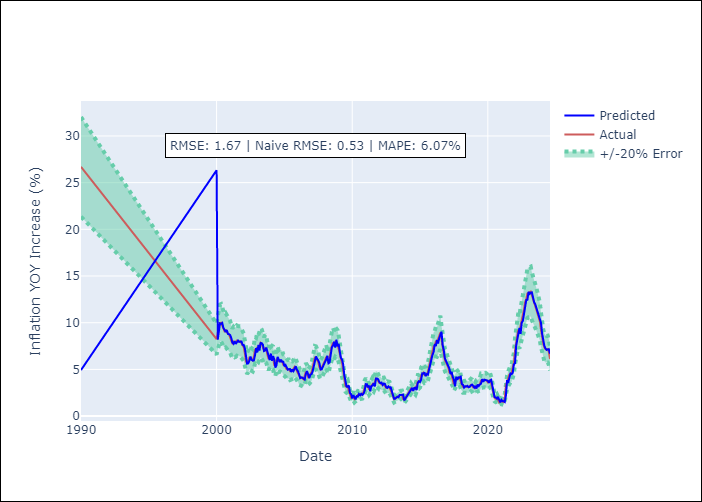 RMSE: 1.67 | Naive RMSE: 0.53 | MAPE: 6.07%
Predicted
Actual
+/-20% Error
Inflation YOY Increase (%)
30
25
20
15
10
5
0
1990
2000
2010
2020
Date